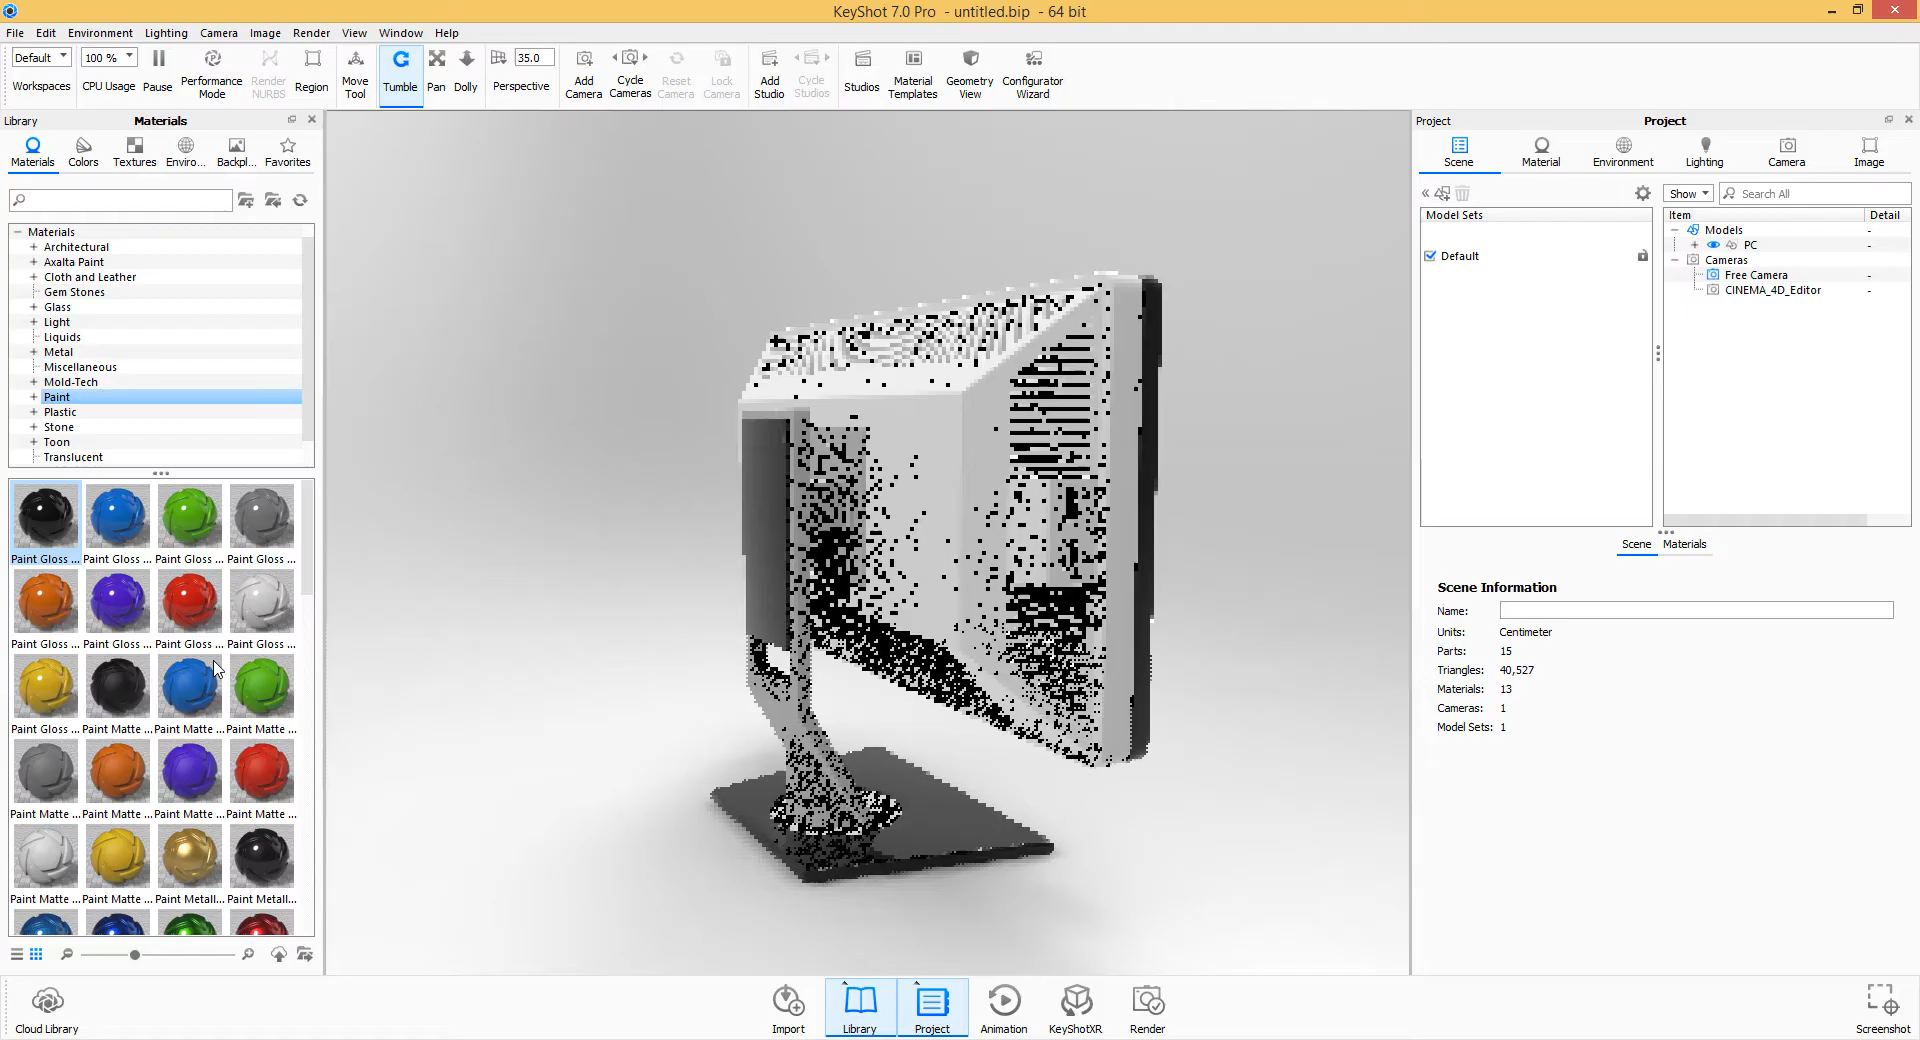 KeyShot 7.0 Pro - untitled.bip - 64 bit
File Edit Environment Lighting Camera Image Render View Window Help
Default
100 %
35.0
Workspaces
CPU Usage
Pause
Performance Mode
Render NURBS
Region
Move Tool
Tumble
Pan
Dolly
Perspective
Add Camera
Cycle Cameras
Reset Camera
Lock Camera
Add Studio
Cycle Studios
Studios
Material Templates
Geometry View
Configurator Wizard
Library
Materials
Materials Colors Textures Enviro... Backpl... Favorites
Materials
Architectural
Axalta Paint
Cloth and Leather
Gem Stones
Glass
Light
Liquids
Metal
Miscellaneous
Mold-Tech
Paint
Plastic
Stone
Toon
Translucent
Paint Gloss ... Paint Gloss ... Paint Gloss ... Paint Gloss ...
Paint Gloss ... Paint Gloss ... Paint Gloss ... Paint Gloss ...
Paint Gloss ... Paint Matte ... Paint Matte ... Paint Matte ...
Paint Matte ... Paint Matte ... Paint Matte ... Paint Matte ...
Paint Matte ... Paint Matte ... Paint Metall... Paint Metall...
Project
Project
Scene Material Environment Lighting Camera Image
Show
Search All
Model Sets
Default
Item Detail
Models -
PC -
Cameras
Free Camera -
CINEMA_4D_Editor -
Scene Materials
Scene Information
Name:
Units: Centimeter
Parts: 15
Triangles: 40,527
Materials: 13
Cameras: 1
Model Sets: 1
Cloud Library
Import
Library
Project
Animation
KeyShotXR
Render
Screenshot